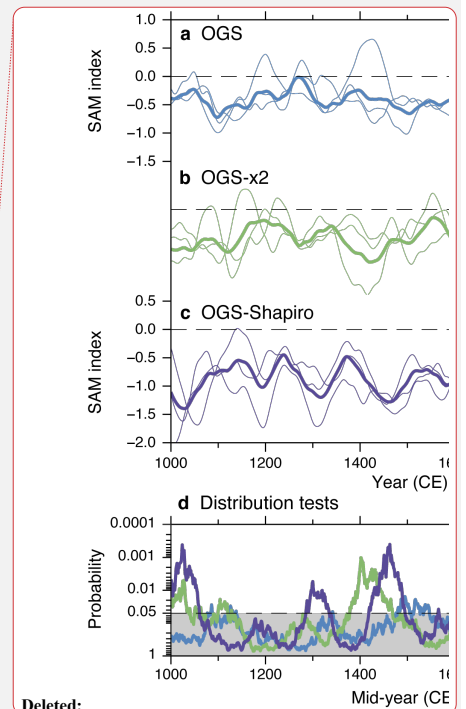 1.0
a OGS
0.5
0.0
SAM index
−0.5
−1.0
−1.5
b OGS-x2
0.5
c OGS-Shapiro
0.0
SAM index
−0.5
−1.0
−1.5
−2.0
1000 1200 1400 16
Year (CE)
d Distribution tests
0.0001
0.001
Probability
0.01
0.05
1
1000 1200 1400 16
Mid-year (CE
Deleted: